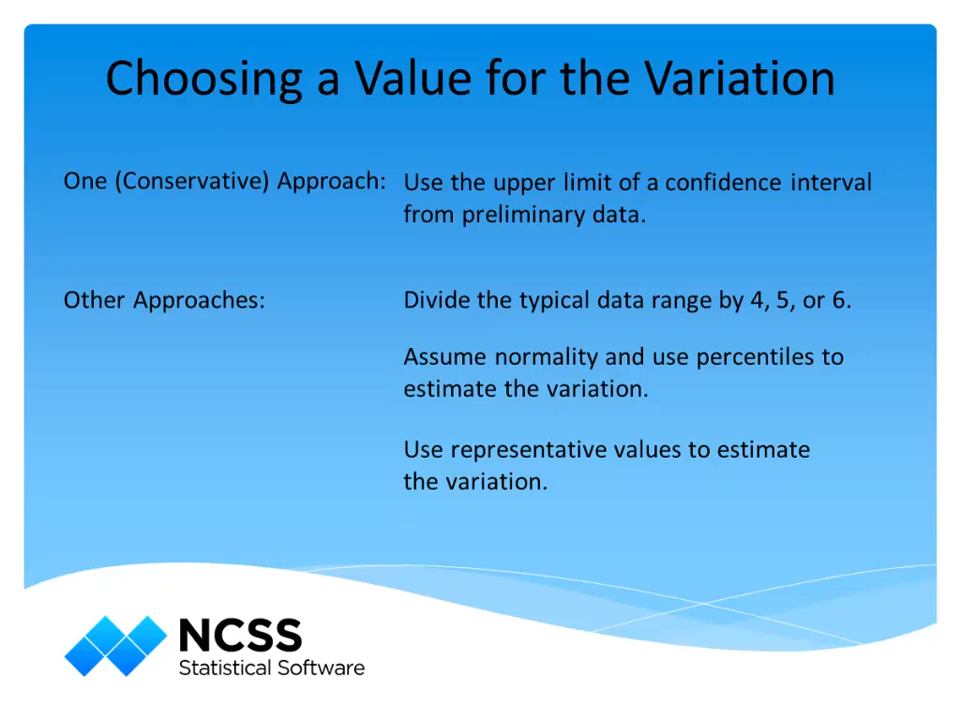 Choosing a Value for the Variation
One (Conservative) Approach:
Use the upper limit of a confidence interval
from preliminary data.
Other Approaches:
Divide the typical data range by 4, 5, or 6.
Assume normality and use percentiles to
estimate the variation.
Use representative values to estimate
the variation.
NCSS
Statistical Software